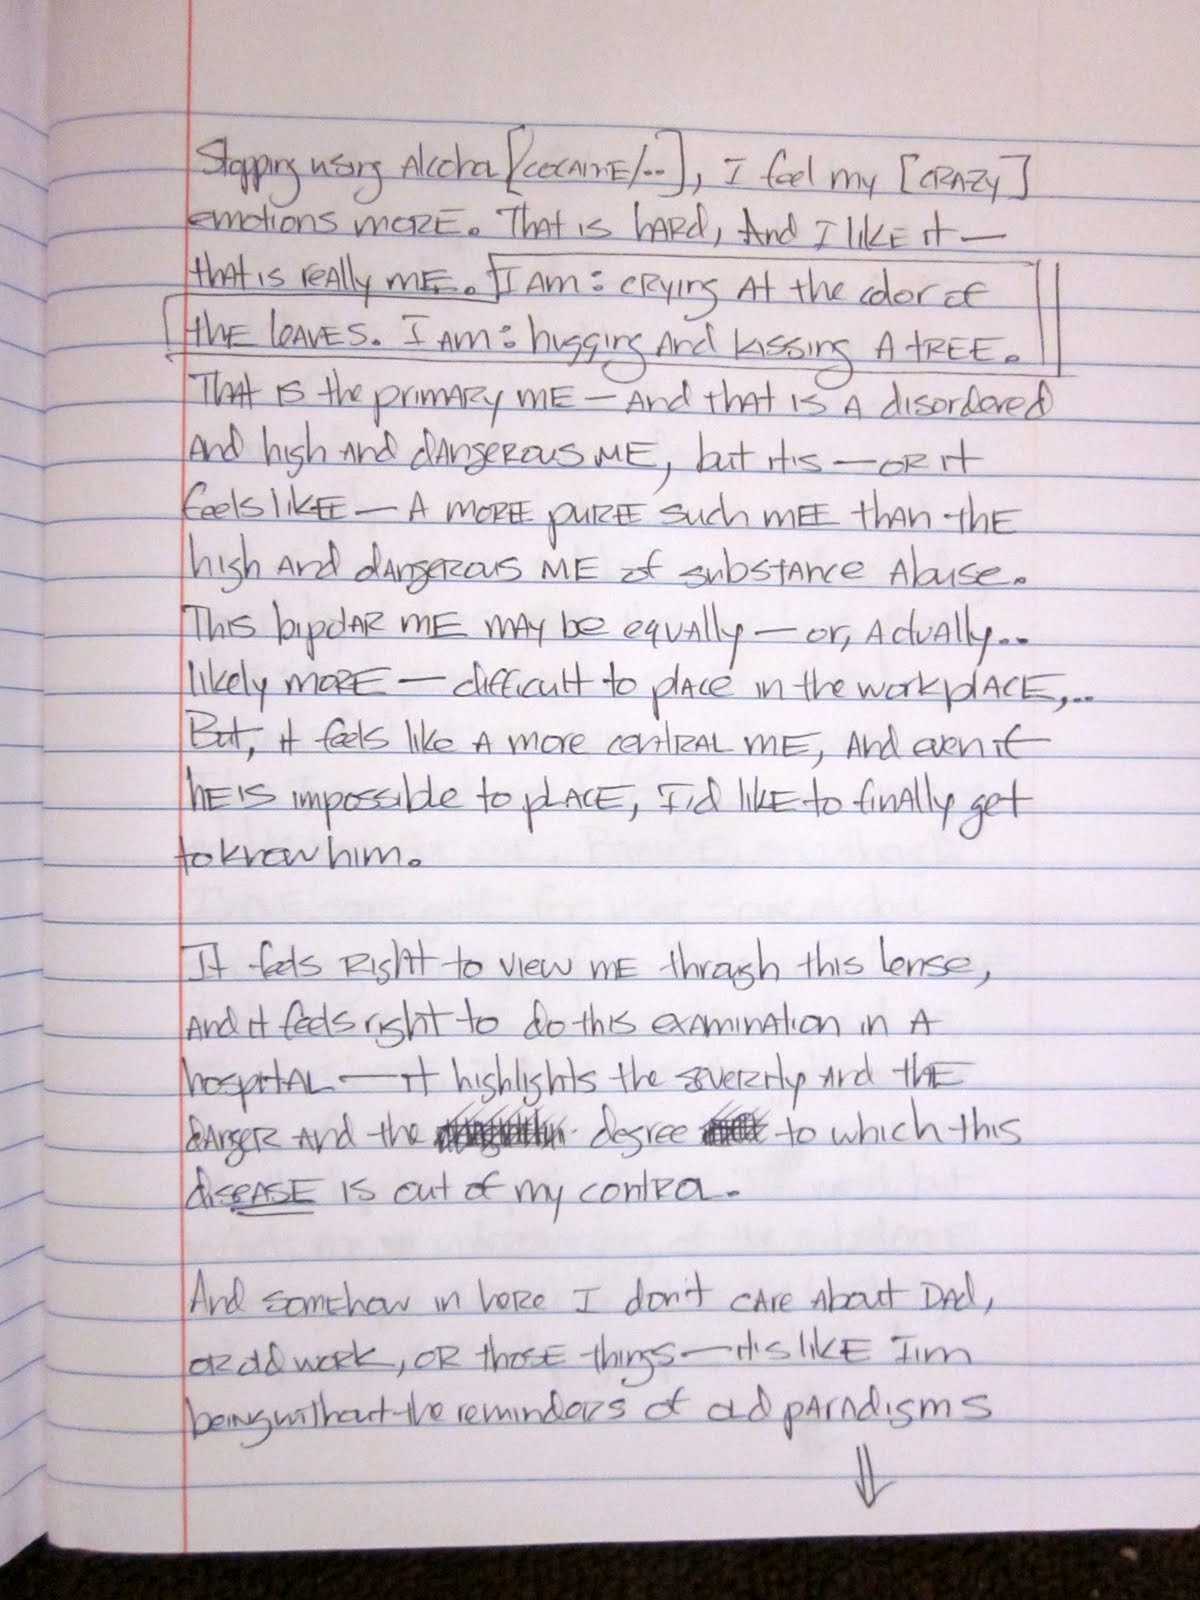 Stopping using Alcohol [COCAINE/..], I feel my [CRAZY]
emotions MORE. THAT IS HARD, And I LIKE it —
that is really ME. I AM: CRYing At the color of
the LEAVES. I AM: hugging And kissing A TREE.
THAT IS the primary ME — And that IS A disordered
And high And dangerous ME, but it is — OR it
feels LIKE — A MORE PURE such MEE than the
high And dangerous ME of substance Abuse.
This bipolar ME MAY be equally — or, Actually..
likely MORE — difficult to place in the workplace,..
But, it feels like A more central ME, And even if
HE IS impossible to place, I'd like to finally get
to know him.
It feels Right to view ME through this lense,
And it feels right to do this examination in A
hospital — it highlights the severity And the
danger And the degree to which this
disEASE IS out of my control.
And somehow in here I don't care about Dad,
OR old work, OR those things — it's like I'm
being without the reminders of old paradigms